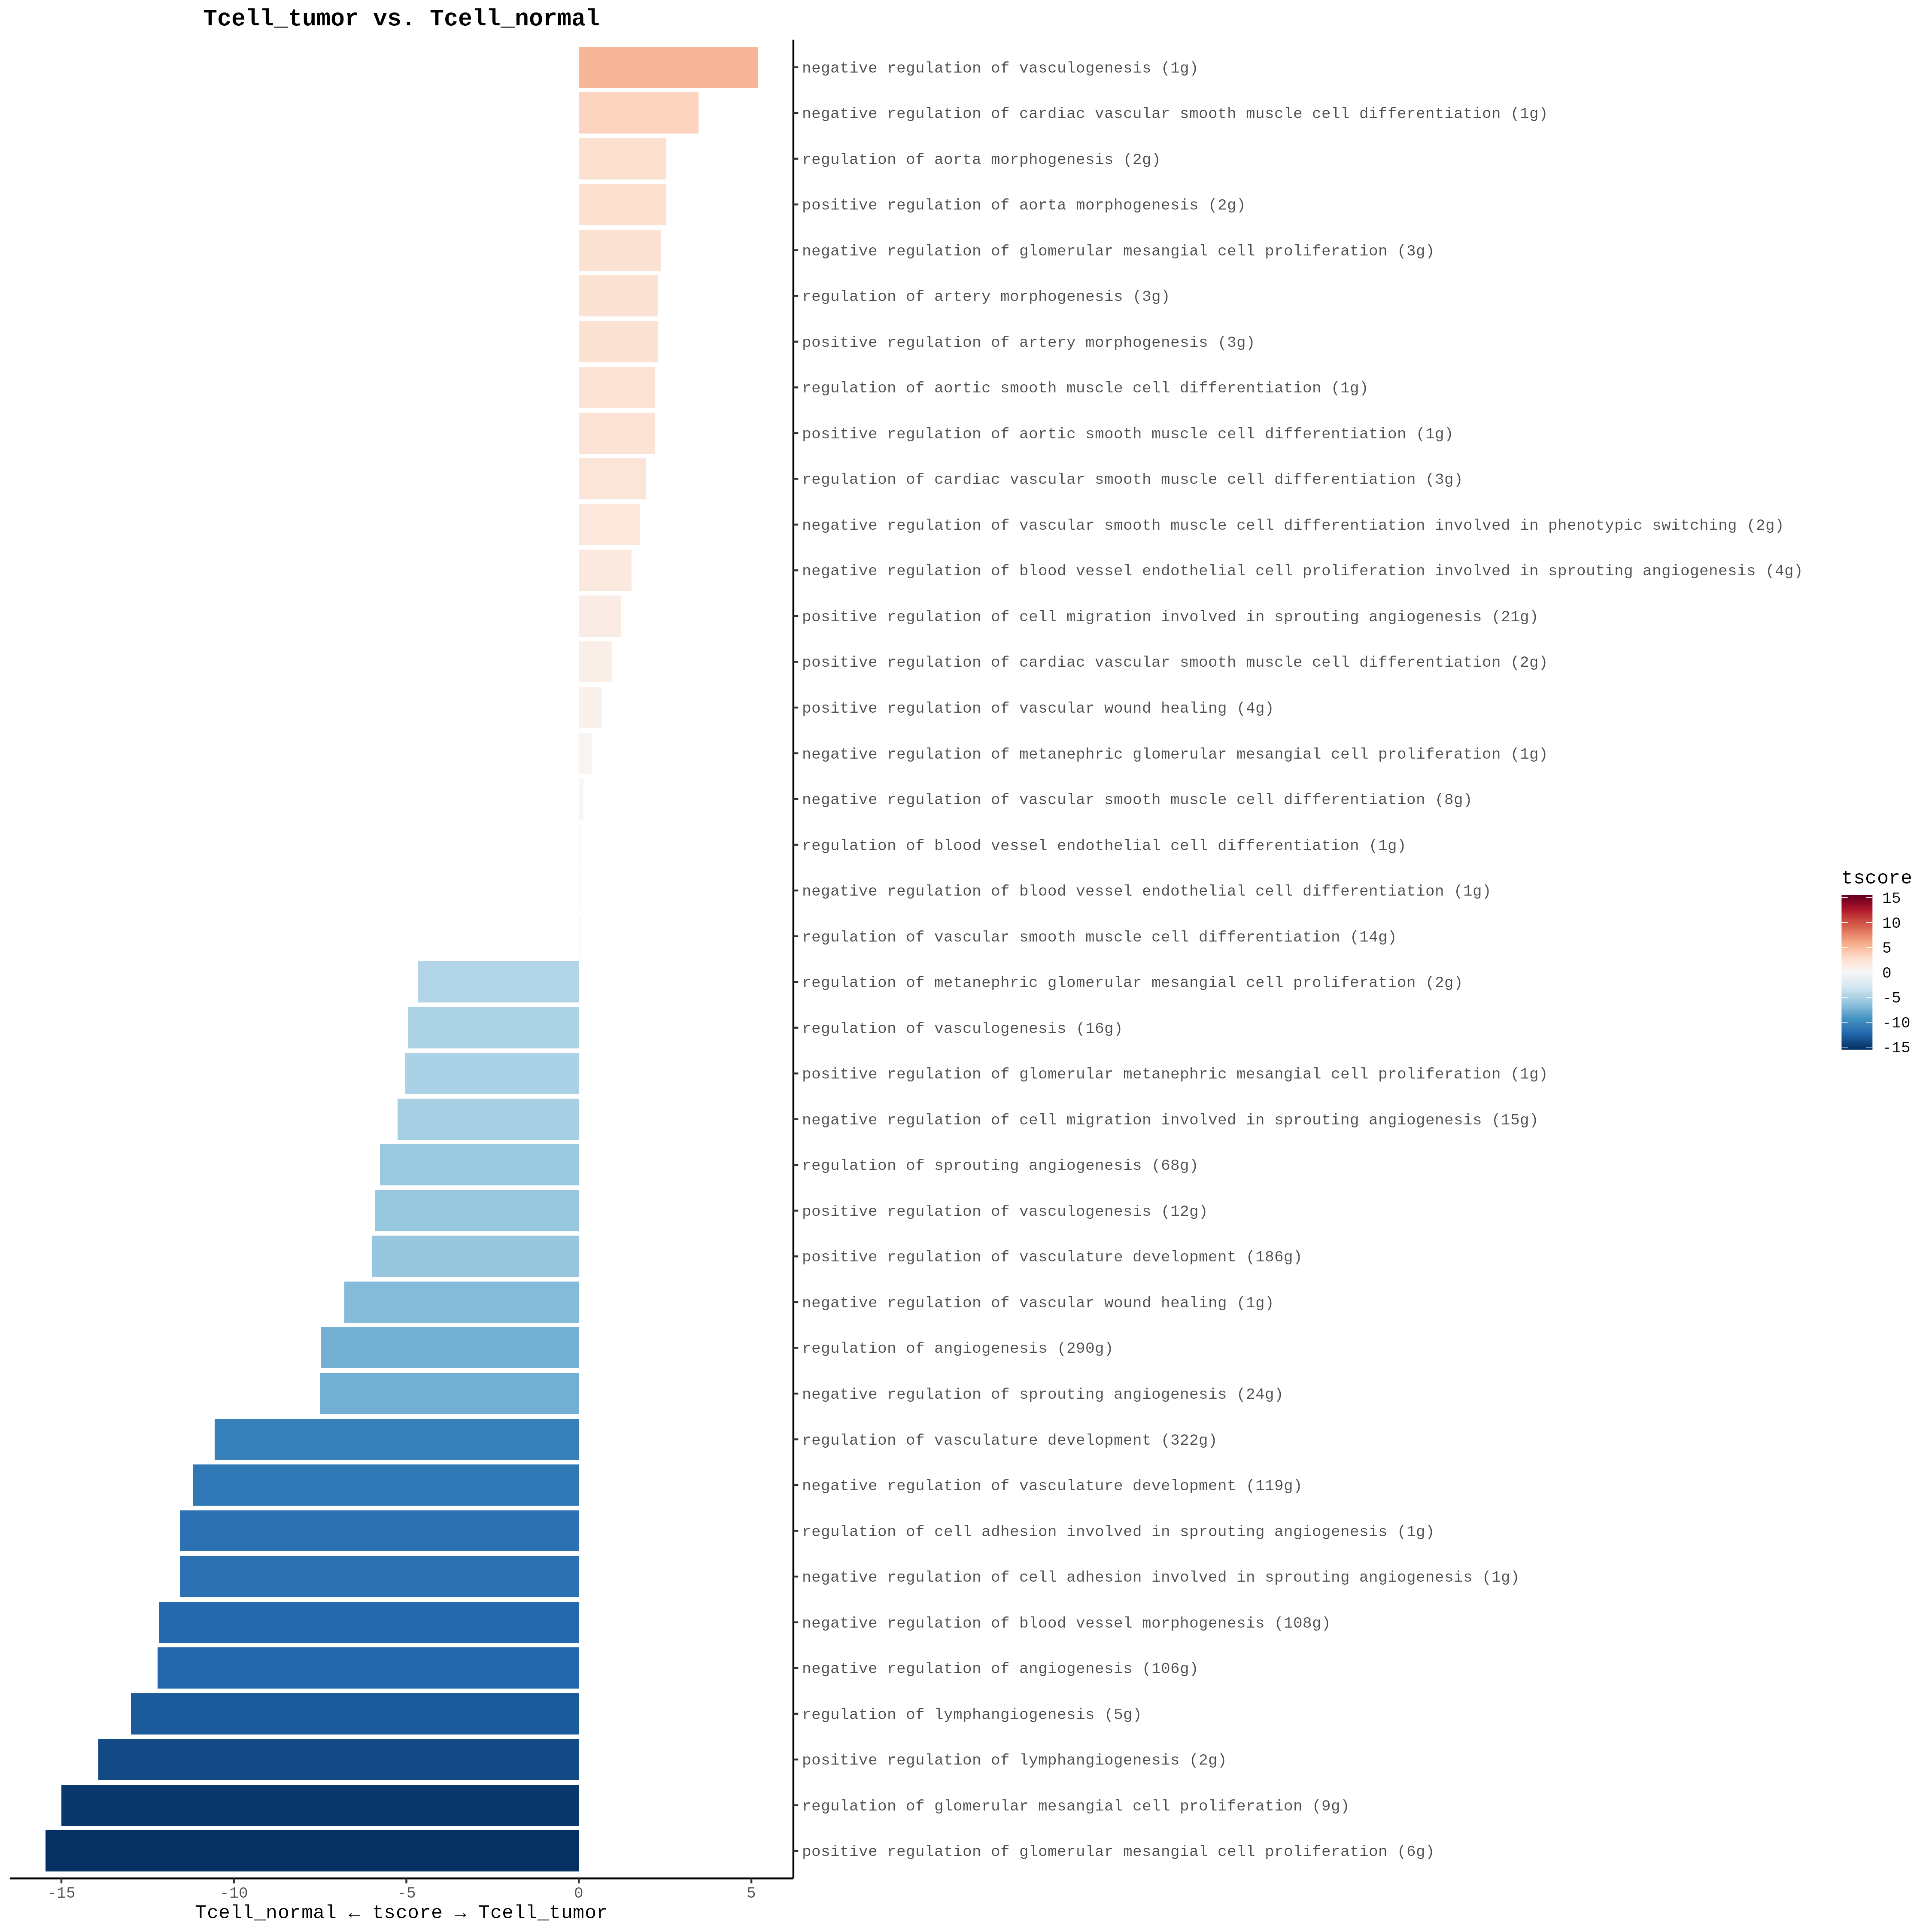 Tcell_tumor vs. Tcell_normal
negative regulation of vasculogenesis (1g)
negative regulation of cardiac vascular smooth muscle cell differentiation (1g)
regulation of aorta morphogenesis (2g)
positive regulation of aorta morphogenesis (2g)
negative regulation of glomerular mesangial cell proliferation (3g)
regulation of artery morphogenesis (3g)
positive regulation of artery morphogenesis (3g)
regulation of aortic smooth muscle cell differentiation (1g)
positive regulation of aortic smooth muscle cell differentiation (1g)
regulation of cardiac vascular smooth muscle cell differentiation (3g)
negative regulation of vascular smooth muscle cell differentiation involved in phenotypic switching (2g)
negative regulation of blood vessel endothelial cell proliferation involved in sprouting angiogenesis (4g)
positive regulation of cell migration involved in sprouting angiogenesis (21g)
positive regulation of cardiac vascular smooth muscle cell differentiation (2g)
positive regulation of vascular wound healing (4g)
negative regulation of metanephric glomerular mesangial cell proliferation (1g)
negative regulation of vascular smooth muscle cell differentiation (8g)
regulation of blood vessel endothelial cell differentiation (1g)
negative regulation of blood vessel endothelial cell differentiation (1g)
regulation of vascular smooth muscle cell differentiation (14g)
regulation of metanephric glomerular mesangial cell proliferation (2g)
regulation of vasculogenesis (16g)
positive regulation of glomerular metanephric mesangial cell proliferation (1g)
negative regulation of cell migration involved in sprouting angiogenesis (15g)
regulation of sprouting angiogenesis (68g)
positive regulation of vasculogenesis (12g)
positive regulation of vasculature development (186g)
negative regulation of vascular wound healing (1g)
regulation of angiogenesis (290g)
negative regulation of sprouting angiogenesis (24g)
regulation of vasculature development (322g)
negative regulation of vasculature development (119g)
regulation of cell adhesion involved in sprouting angiogenesis (1g)
negative regulation of cell adhesion involved in sprouting angiogenesis (1g)
negative regulation of blood vessel morphogenesis (108g)
negative regulation of angiogenesis (106g)
regulation of lymphangiogenesis (5g)
positive regulation of lymphangiogenesis (2g)
regulation of glomerular mesangial cell proliferation (9g)
positive regulation of glomerular mesangial cell proliferation (6g)
-15 -10 -5 0 5
Tcell_normal ← tscore → Tcell_tumor
tscore
15
10
5
0
-5
-10
-15